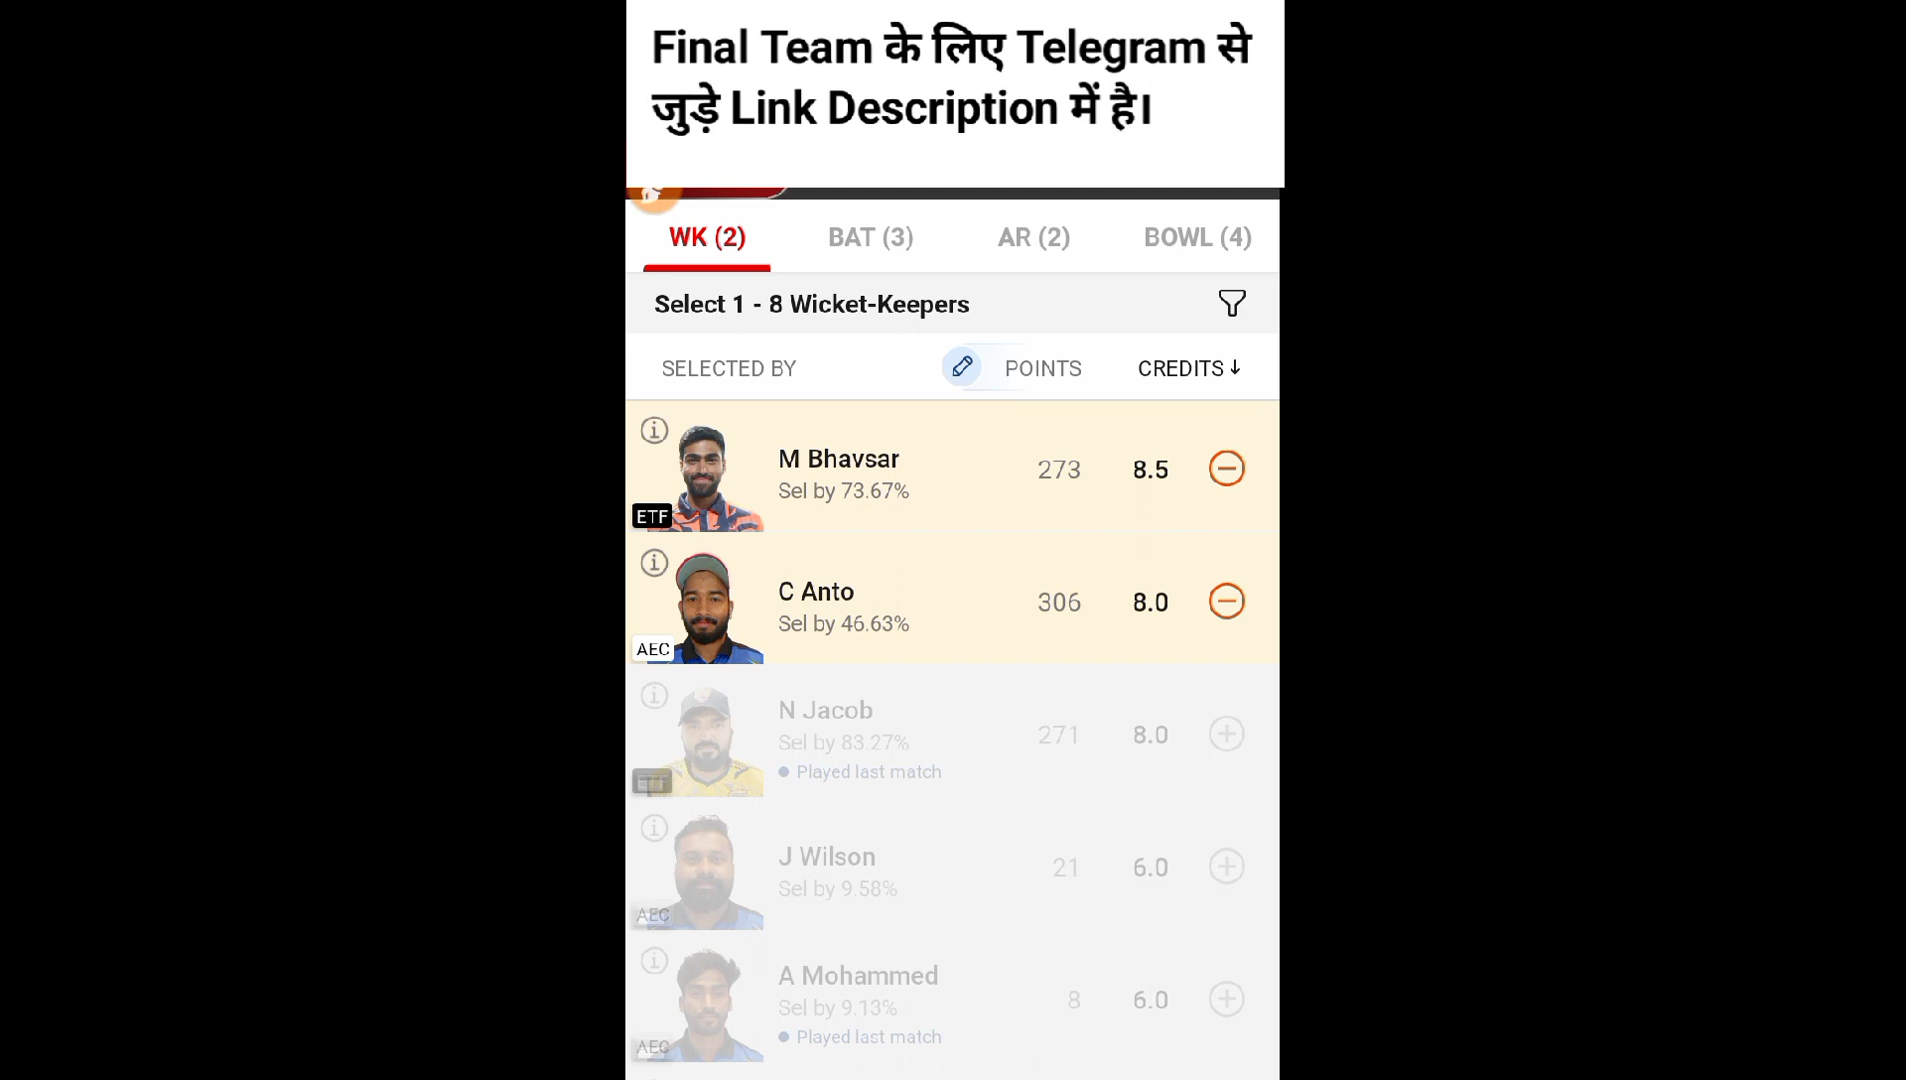 Final Team के लिए Telegram से
जुड़े Link Description में है।
WK (2) BAT (3) AR (2) BOWL (4)
Select 1 - 8 Wicket-Keepers
SELECTED BY POINTS CREDITS↓
M Bhavsar
Sel by 73.67%
273 8.5
ETF
C Anto
Sel by 46.63%
306 8.0
AEC
N Jacob
Sel by 83.27%
Played last match
271 8.0
J Wilson
Sel by 9.58%
21 6.0
AEC
A Mohammed
Sel by 9.13%
Played last match
8 6.0
AEC